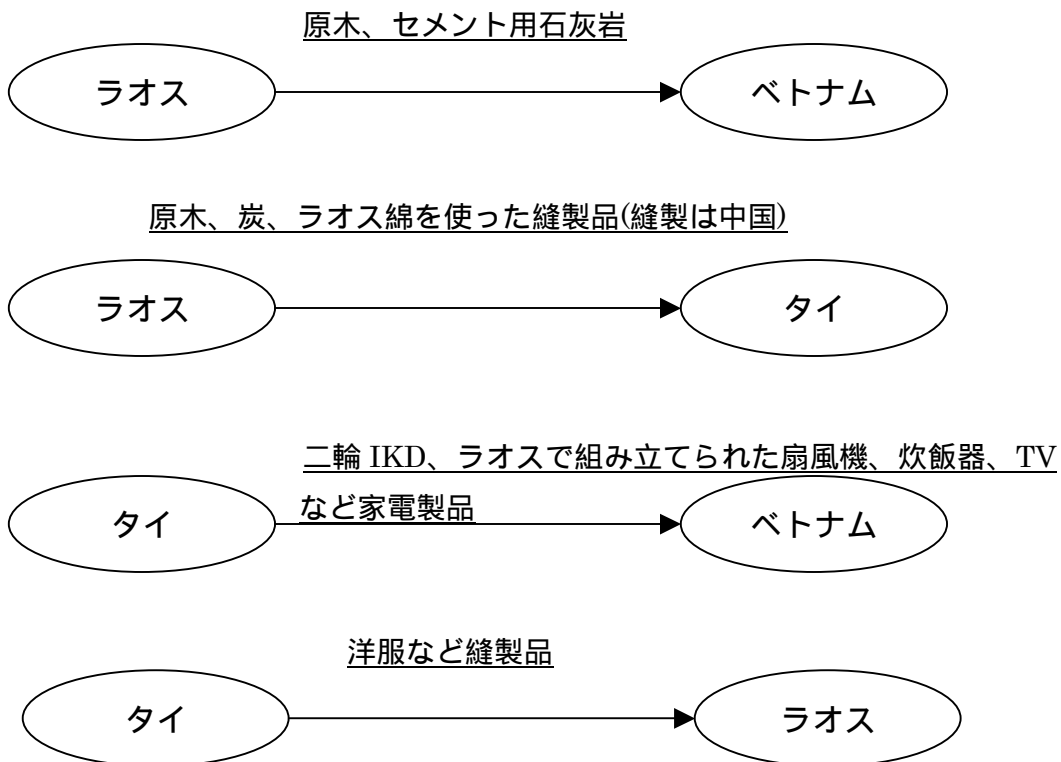 原木、セメント用石灰岩
ラオス
ベトナム
原木、炭、ラオス綿を使った縫製品(縫製は中国)
ラオス
タイ
二輪 IKD、ラオスで組み立てられた扇風機、炊飯器、TV
など家電製品
タイ
ベトナム
洋服など縫製品
タイ
ラオス